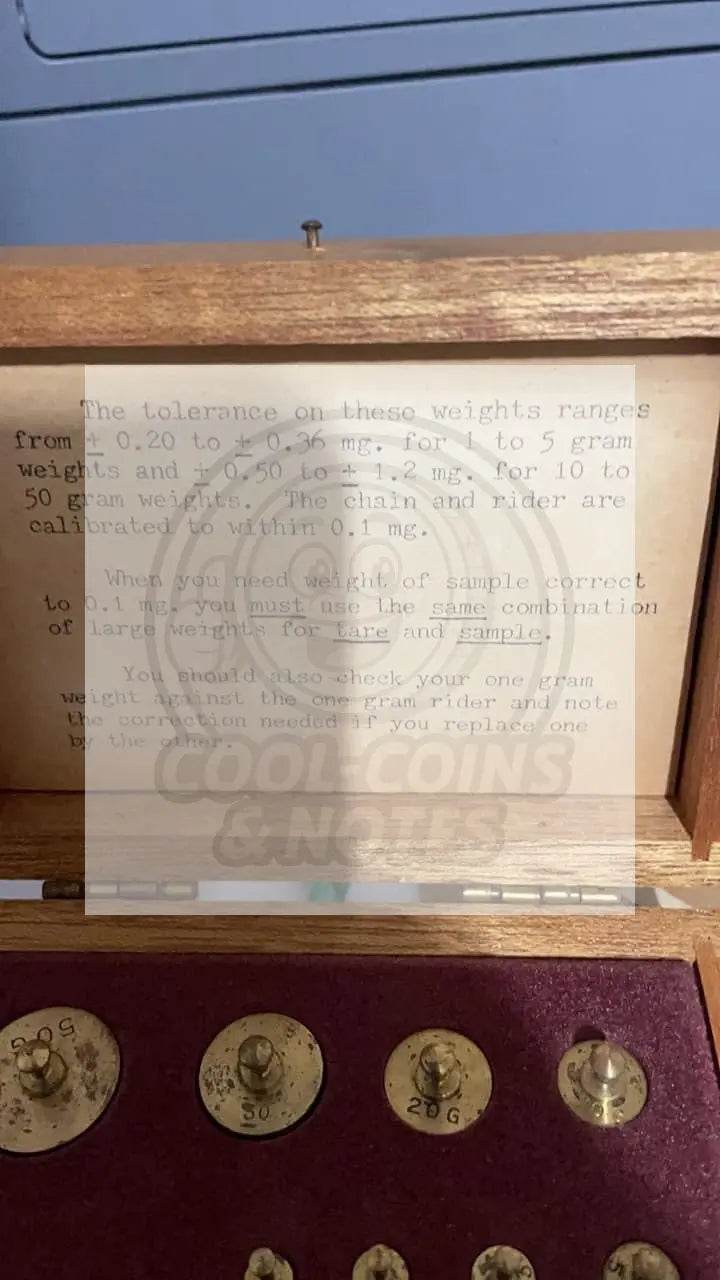 The tolerance on these weights ranges
from ± 0.20 to ± 0.36 mg. for 1 to 5 gram
weights and ± 0.50 to ± 1.2 mg. for 10 to
50 gram weights. The chain and rider are
calibrated to within 0.1 mg.
When you need weight of sample correct
to 0.1 mg. you must use the same combination
of large weights for tare and sample.
You should also check your one gram
weight against the one gram rider and note
the correction needed if you replace one
by the other.
COOL-COINS
& NOTES
50G
30
20G